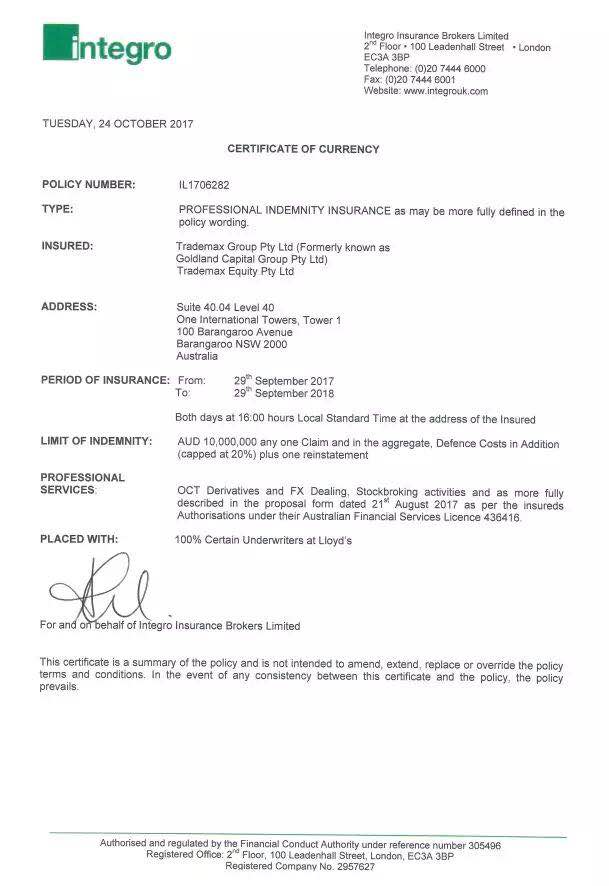 integro
Integro Insurance Brokers Limited
2nd Floor • 100 Leadenhall Street • London
EC3A 3BP
Telephone: (0)20 7444 6000
Fax: (0)20 7444 6001
Website: www.integrouk.com
TUESDAY, 24 OCTOBER 2017
CERTIFICATE OF CURRENCY
POLICY NUMBER: IL1706282
TYPE: PROFESSIONAL INDEMNITY INSURANCE as may be more fully defined in the
policy wording.
INSURED: Trademax Group Pty Ltd (Formerly known as
Goldland Capital Group Pty Ltd)
Trademax Equity Pty Ltd
ADDRESS: Suite 40.04 Level 40
One International Towers, Tower 1
100 Barangaroo Avenue
Barangaroo NSW 2000
Australia
PERIOD OF INSURANCE: From: 29th September 2017
To: 29th September 2018
Both days at 16:00 hours Local Standard Time at the address of the Insured
LIMIT OF INDEMNITY: AUD 10,000,000 any one Claim and in the aggregate, Defence Costs in Addition
(capped at 20%) plus one reinstatement
PROFESSIONAL
SERVICES: OCT Derivatives and FX Dealing, Stockbroking activities and as more fully
described in the proposal form dated 21st August 2017 as per the insureds
Authorisations under their Australian Financial Services Licence 436416.
PLACED WITH: 100% Certain Underwriters at Lloyd's
For and on behalf of Integro Insurance Brokers Limited
This certificate is a summary of the policy and is not intended to amend, extend, replace or override the policy
terms and conditions. In the event of any consistency between this certificate and the policy, the policy
prevails.
Authorised and regulated by the Financial Conduct Authority under reference number 305496
Registered Office: 2nd Floor, 100 Leadenhall Street, London, EC3A 3BP
Registered Company No. 2957627